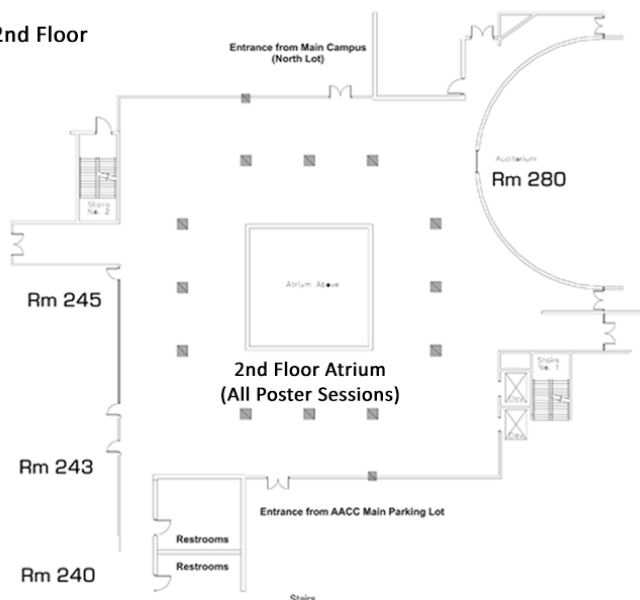 2nd Floor
Entrance from Main Campus
(North Lot)
Auditorium
Rm 280
Stairs
No. 2
Atrium Above
Rm 245
2nd Floor Atrium
(All Poster Sessions)
Stairs
No. 1
Elev
Elev
Rm 243
Entrance from AACC Main Parking Lot
Restrooms
Restrooms
Rm 240
Stairs